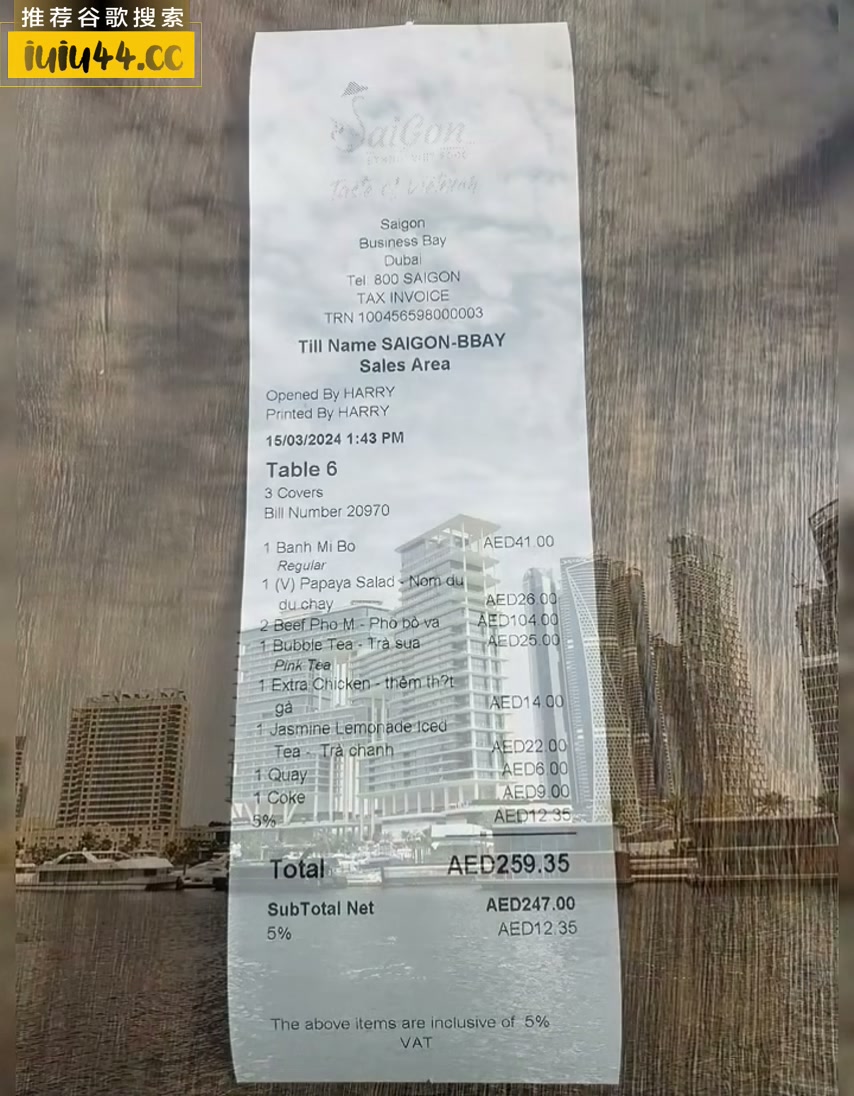 推荐谷歌搜索
iuiu44.cc
SaiGon
Taste of Vietnam
Saigon
Business Bay
Dubai
Tel 800 SAIGON
TAX INVOICE
TRN 100456598000003
Till Name SAIGON-BBAY
Sales Area
Opened By HARRY
Printed By HARRY
15/03/2024 1:43 PM
Table 6
3 Covers
Bill Number 20970
1 Banh Mi Bo AED41.00
Regular
1 (V) Papaya Salad - Nom du
du chay AED26.00
2 Beef Pho M - Pho bò va AED104.00
1 Bubble Tea - Trà sua AED25.00
Pink Tea
1 Extra Chicken - thêm th?t
gà AED14.00
1 Jasmine Lemonade Iced
Tea - Trà chanh AED22.00
1 Quay AED6.00
1 Coke AED9.00
5% AED12.35
Total AED259.35
SubTotal Net AED247.00
5% AED12.35
The above items are inclusive of 5%
VAT